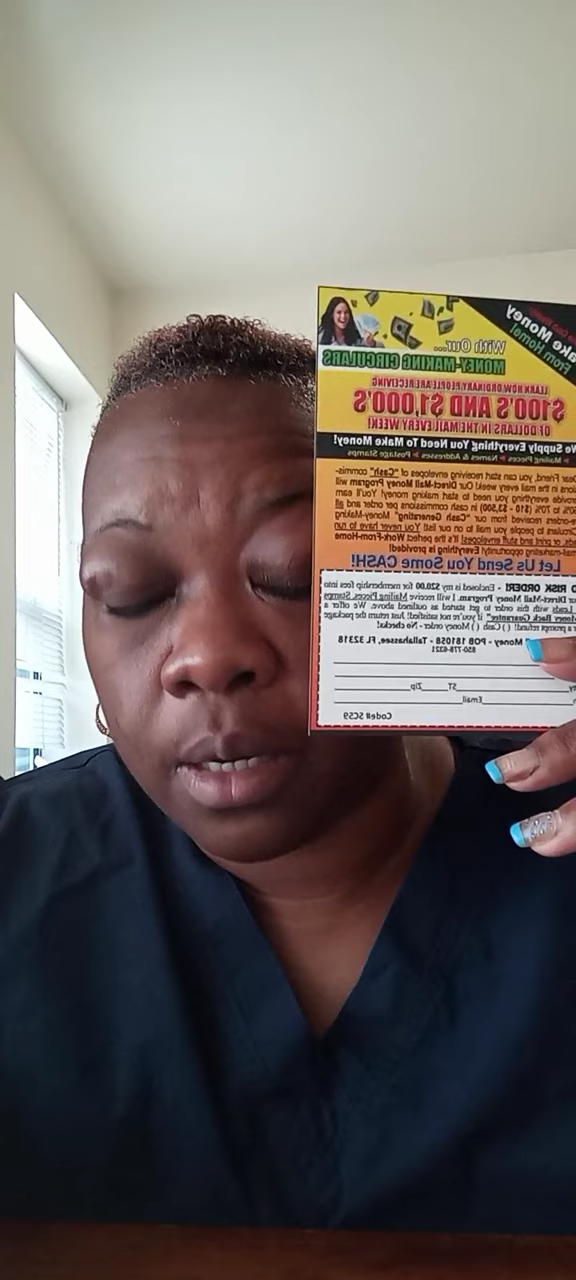 ake Money
From Home!
With Our...
MONEY-MAKING CIRCULARS
LEARN HOW ORDINARY PEOPLE ARE RECEIVING
$100'S AND $1,000'S
OF DOLLARS IN THE MAIL EVERY WEEK!
We Supply Everything You Need To Make Money!
Mailing Pieces ➤ Names & Addresses ➤ Postage Stamps
Dear Friend, you can start receiving envelopes of "Cash" commis-
sions in the mail every week! Our Direct-Mail Money Program will
provide everything you need to start making money! You'll earn
to 70% ($10 - $3,500) in cash commissions per order and all
re-orders received from our "Cash Generating" Money-Making
Circulars to people you mail to on our list! You never have to run
ads, or print and stuff envelopes! It's the perfect Work-From-Home
mail-marketing opportunity! Everything is provided!
Let Us Send You Some CASH!
O RISK ORDER! - Enclosed is my $28.00 for membership fees into
r Direct-Mail Money Program. I will receive Mailing Pieces, Stamps
Leads with this order to get started as outlined above. We offer a
Money Back Guarantee" if you're not satisfied! Just return the package
r a prompt refund! ( ) Cash ( ) Money order - No checks!
Money - POB 181058 - Tallahassee, FL 32318
850-778-6321
ST Zip
Email
Code# SC59